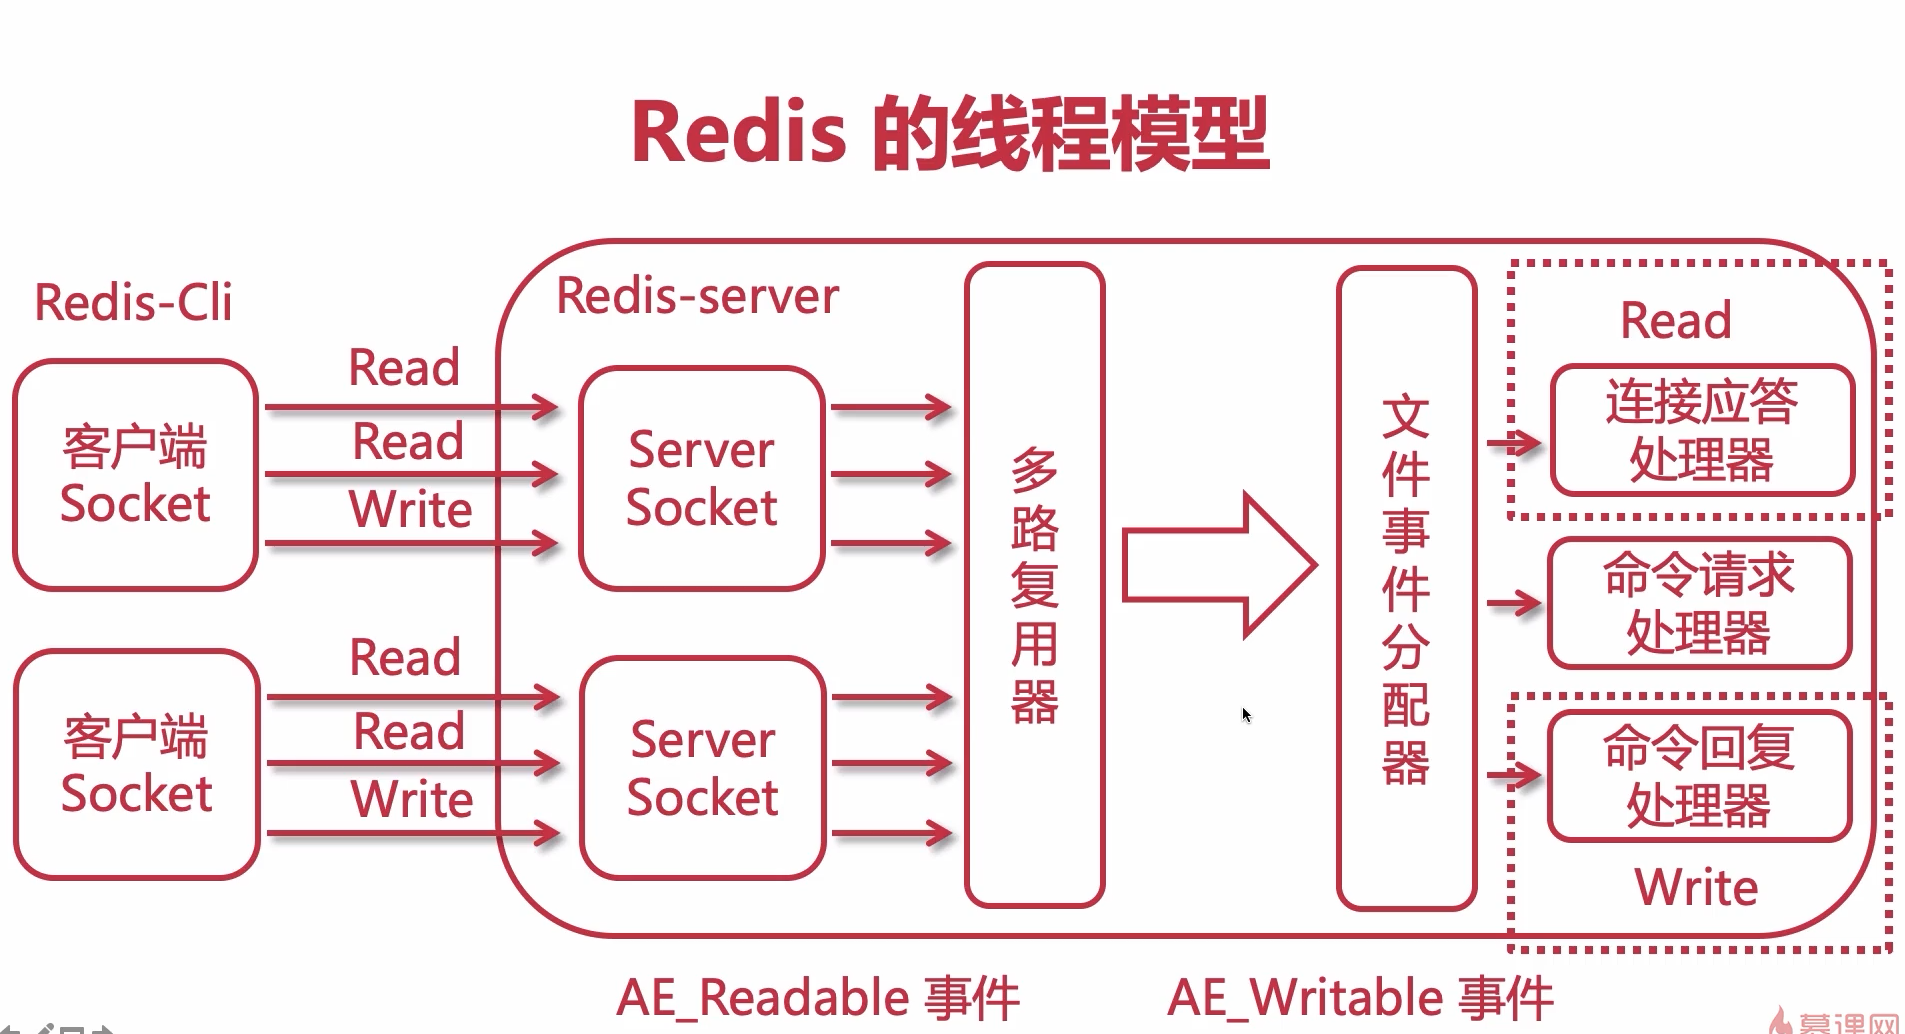 Redis 的线程模型
Redis-Cli
Redis-server
客户端
Socket
Read
Read
Write
Server
Socket
客户端
Socket
Read
Read
Write
Server
Socket
多路复用器
文件事件分配器
Read
连接应答
处理器
命令请求
处理器
命令回复
处理器
Write
AE_Readable 事件
AE_Writable 事件
慕课网